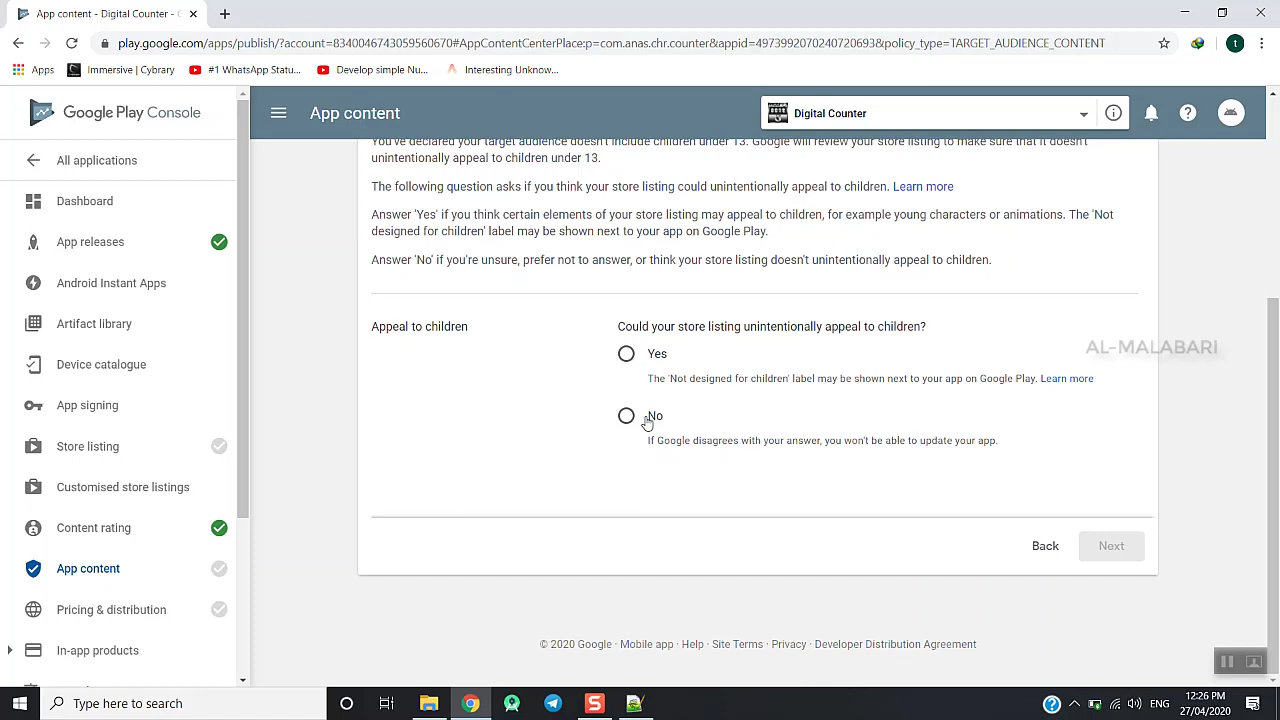 App content - Digital Counter - G
play.google.com/apps/publish/?account=8340046743059560670#AppContentCenterPlace:p=com.anas.chr.counter&appid=4973992070240720693&policy_type=TARGET_AUDIENCE_CONTENT
t
Apps
Immersive | Cybrary
#1 WhatsApp Statu...
Develop simple Nu...
Interesting Unknow...
Google Play Console
App content
Digital Counter
All applications
Dashboard
App releases
Android Instant Apps
Artifact library
Device catalogue
App signing
Store listing
Customised store listings
Content rating
App content
Pricing & distribution
In-app products
You've declared your target audience doesn't include children under 13. Google will review your store listing to make sure that it doesn't
unintentionally appeal to children under 13.
The following question asks if you think your store listing could unintentionally appeal to children. Learn more
Answer 'Yes' if you think certain elements of your store listing may appeal to children, for example young characters or animations. The 'Not
designed for children' label may be shown next to your app on Google Play.
Answer 'No' if you're unsure, prefer not to answer, or think your store listing doesn't unintentionally appeal to children.
Appeal to children
Could your store listing unintentionally appeal to children?
Yes
The 'Not designed for children' label may be shown next to your app on Google Play. Learn more
No
If Google disagrees with your answer, you won't be able to update your app.
AL-MALABARI
Back
Next
© 2020 Google · Mobile app · Help · Site Terms · Privacy · Developer Distribution Agreement
Type here to search
ENG
12:26 PM
27/04/2020